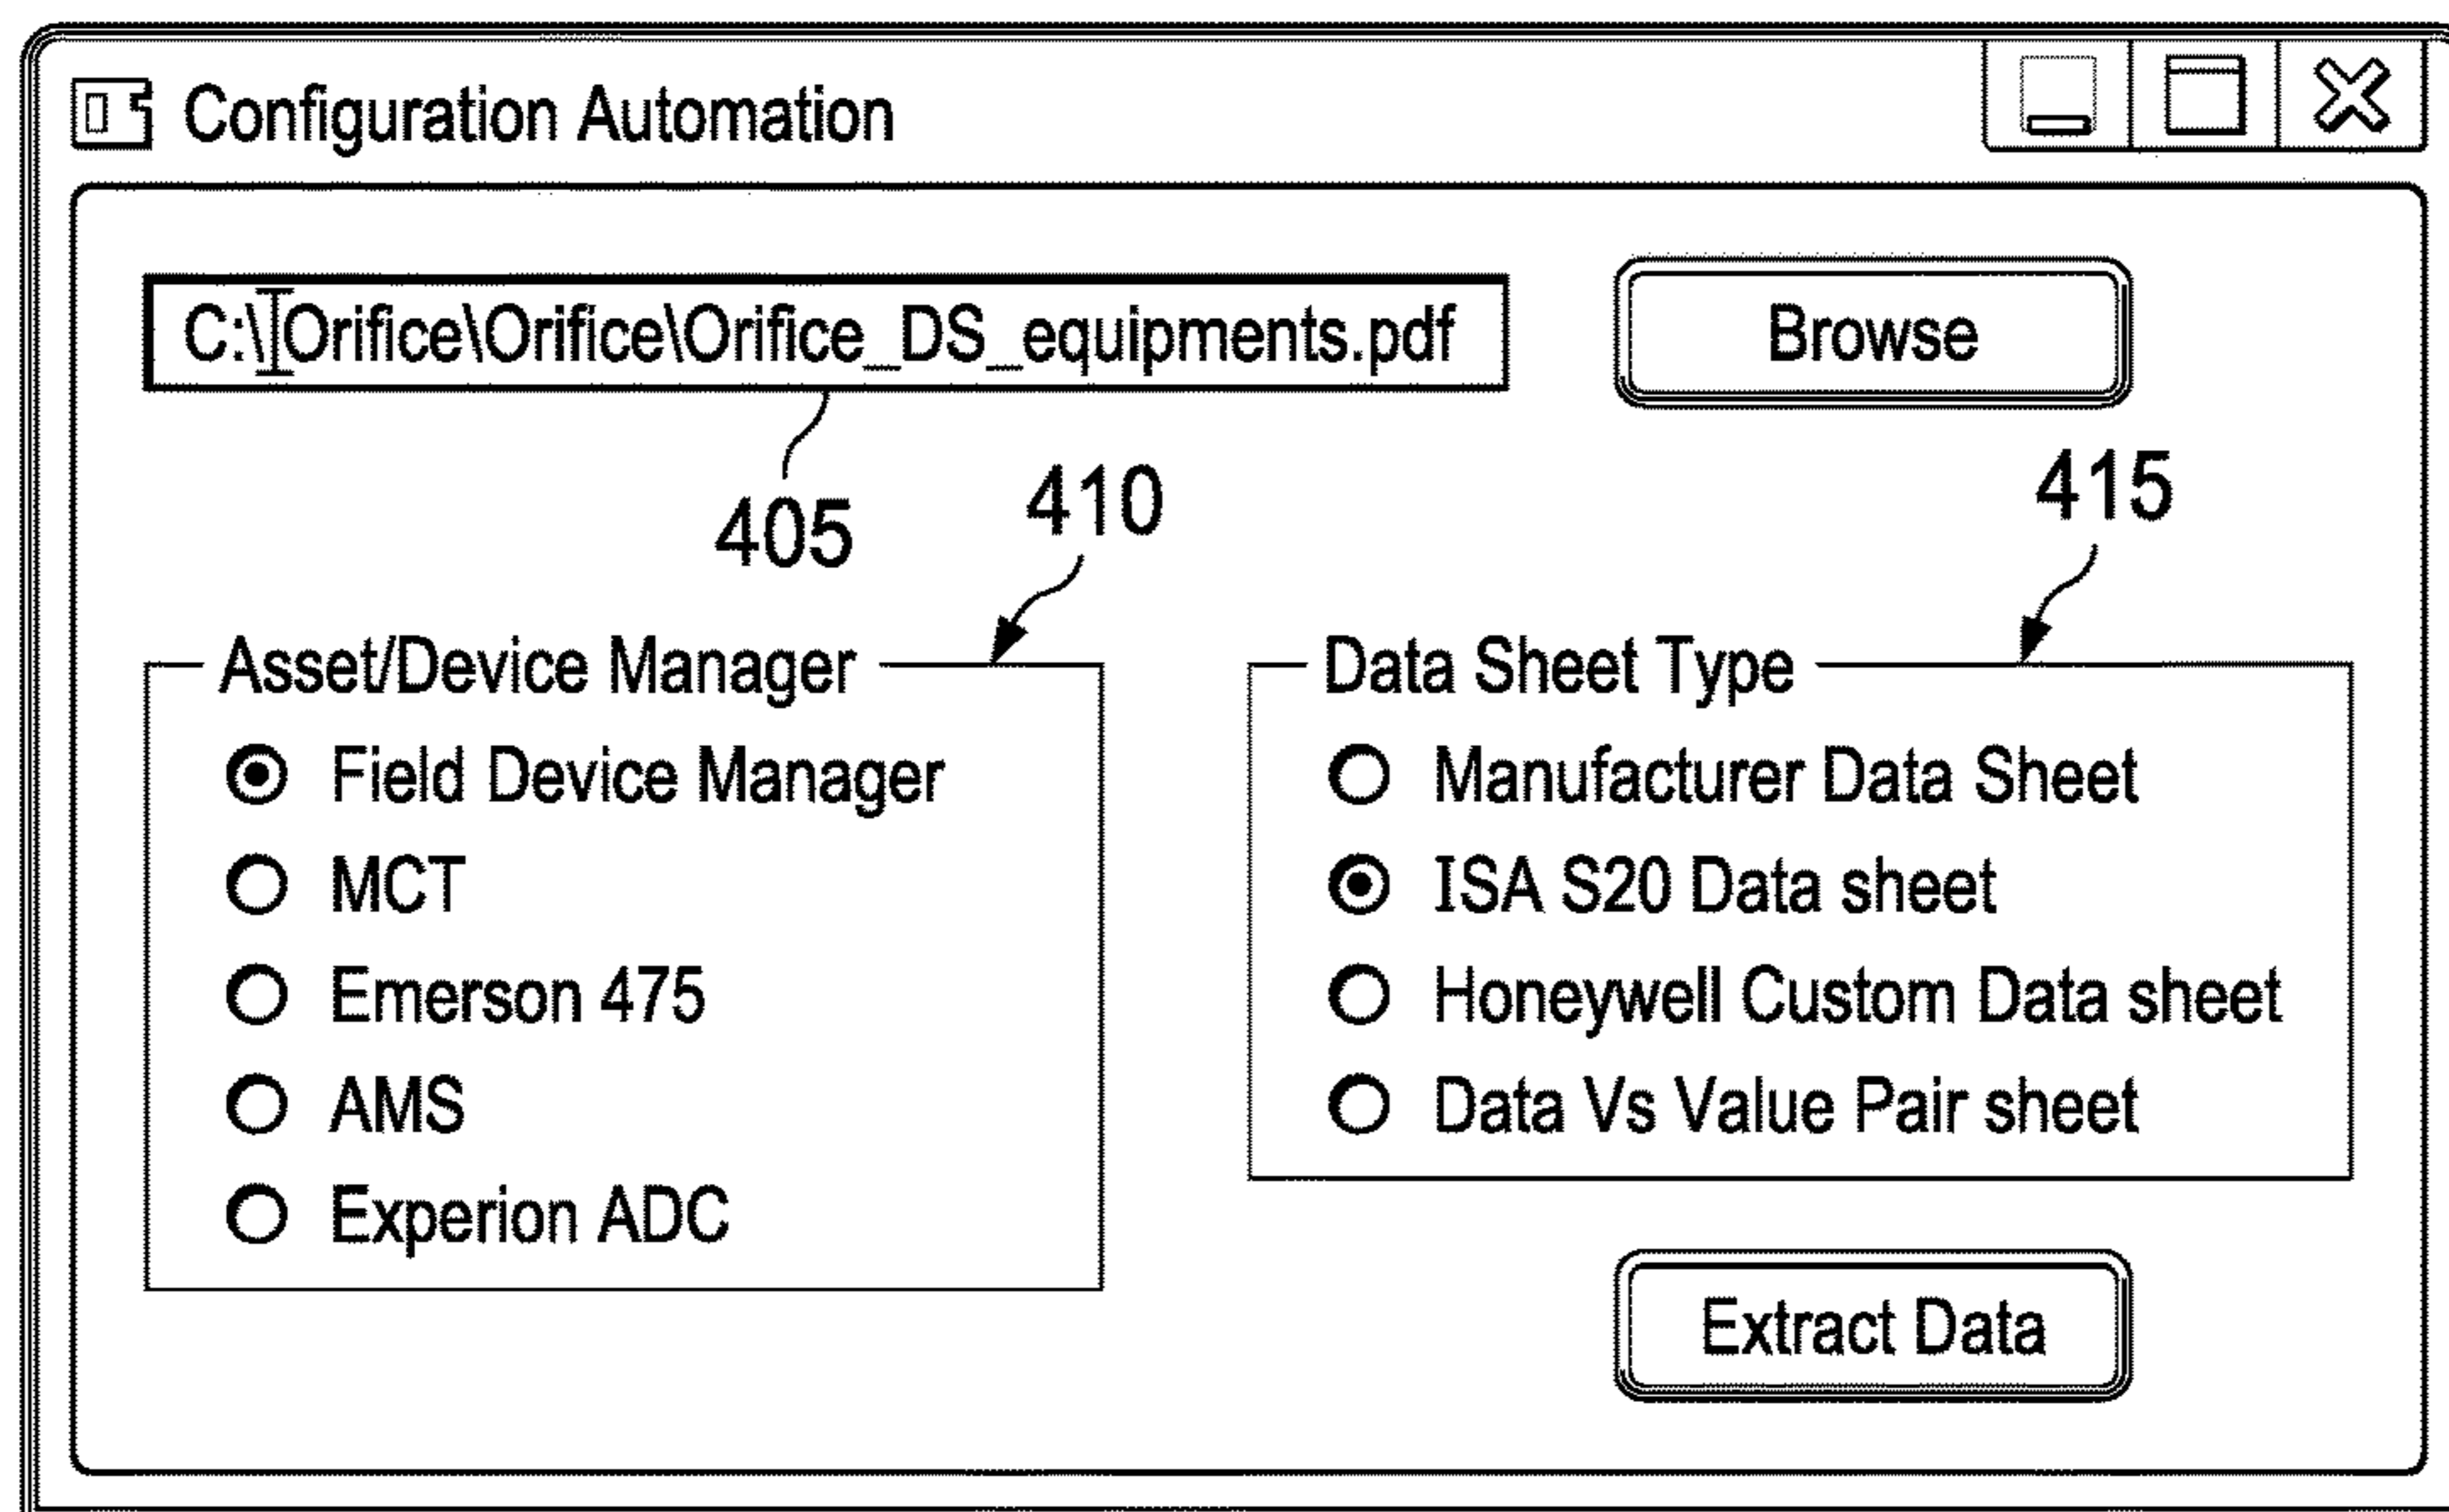 Configuration Automation
C:\Orifice\Orifice\Orifice_DS_equipments.pdf
Browse
405
410
415
Asset/Device Manager
Field Device Manager
MCT
Emerson 475
AMS
Experion ADC
Data Sheet Type
Manufacturer Data Sheet
ISA S20 Data sheet
Honeywell Custom Data sheet
Data Vs Value Pair sheet
Extract Data